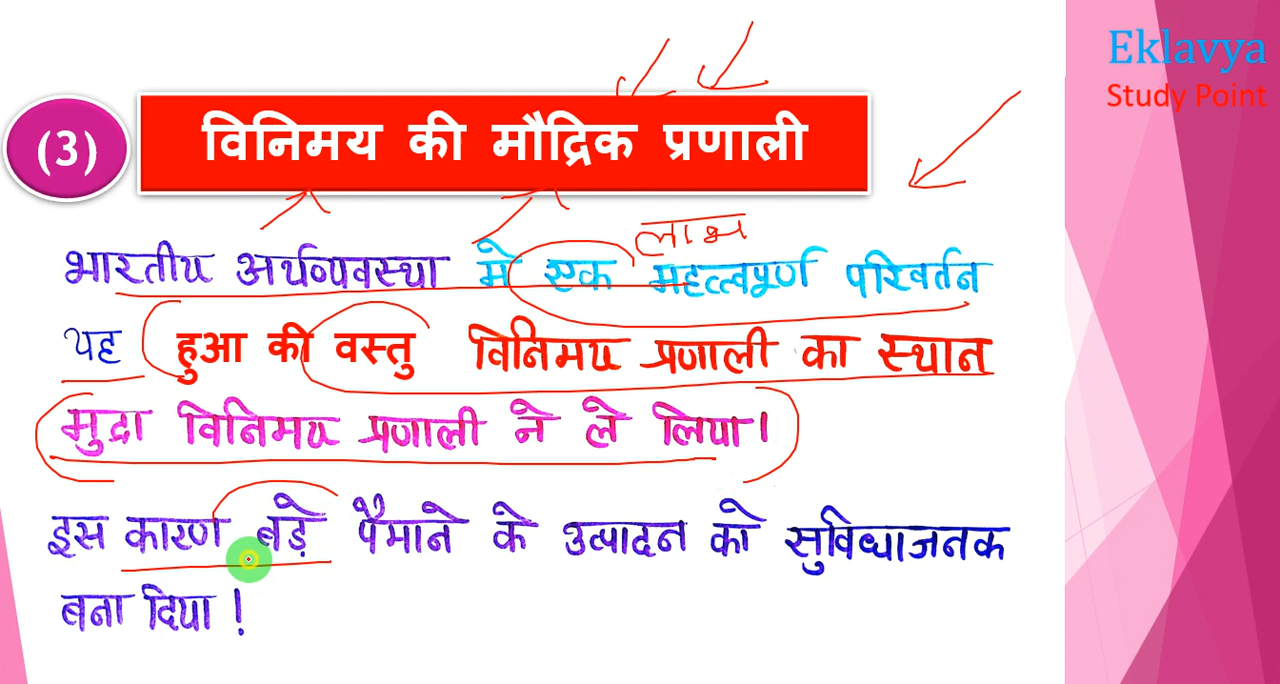 Eklavya
Study Point
(3)
विनिमय की मौद्रिक प्रणाली
लाभ
भारतीय अर्थव्यवस्था मे एक महत्त्वपूर्ण परिवर्तन
यह हुआ की वस्तु विनिमय प्रणाली का स्थान
मुद्रा विनिमय प्रणाली ने ले लिया।
इस कारण बड़े पैमाने के उत्पादन को सुविधाजनक
बना दिया !